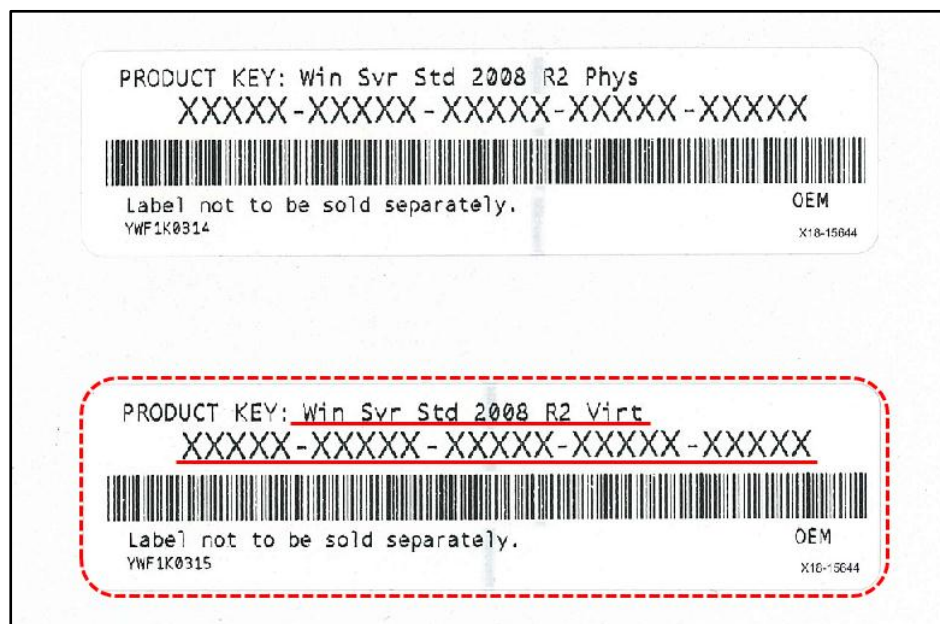 PRODUCT KEY: Win Svr Std 2008 R2 Phys
XXXXX-XXXXX-XXXXX-XXXXX-XXXXX
Label not to be sold separately.
OEM
YWF1K0314
X18-15644
PRODUCT KEY: Win Svr Std 2008 R2 Virt
XXXXX-XXXXX-XXXXX-XXXXX-XXXXX
Label not to be sold separately.
OEM
YWF1K0315
X18-15644